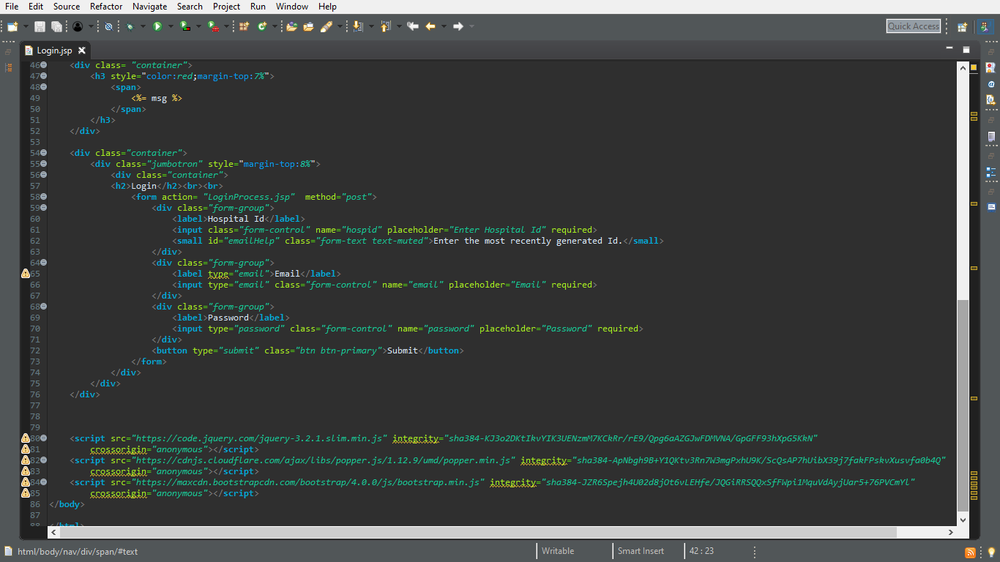 File Edit Source Refactor Navigate Search Project Run Window Help
Quick Access
Login.jsp
46 <div class= "container">
47 <h3 style="color:red;margin-top:7%">
48 <span>
49 <%= msg %>
50 </span>
51 </h3>
52 </div>
53
54 <div class="container">
55 <div class="jumbotron" style="margin-top:8%">
56 <div class="container">
57 <h2>Login</h2><br><br>
58 <form action= "LoginProcess.jsp"  method="post">
59 <div class="form-group">
60 <label>Hospital Id</label>
61 <input class="form-control" name="hospid" placeholder="Enter Hospital Id" required>
62 <small id="emailHelp" class="form-text text-muted">Enter the most recently generated Id.</small>
63 </div>
64 <div class="form-group">
65 <label type="email">Email</label>
66 <input type="email" class="form-control" name="email" placeholder="Email" required>
67 </div>
68 <div class="form-group">
69 <label>Password</label>
70 <input type="password" class="form-control" name="password" placeholder="Password" required>
71 </div>
72 <button type="submit" class="btn btn-primary">Submit</button>
73 </form>
74 </div>
75 </div>
76 </div>
77
78
79
80 <script src="https://code.jquery.com/jquery-3.2.1.slim.min.js" integrity="sha384-KJ3o2DKtIkvYIK3UENzmM7KCkRr/rE9/Qpg6aAZGJwFDMVNA/GpGFF93hXpG5KkN"
81 crossorigin="anonymous"></script>
82 <script src="https://cdnjs.cloudflare.com/ajax/libs/popper.js/1.12.9/umd/popper.min.js" integrity="sha384-ApNbgh9B+Y1QKtv3Rn7W3mgPxhU9K/ScQsAP7hUibX39j7fakFPskvXusvfa0b4Q"
83 crossorigin="anonymous"></script>
84 <script src="https://maxcdn.bootstrapcdn.com/bootstrap/4.0.0/js/bootstrap.min.js" integrity="sha384-JZR6Spejh4U02d8jOt6vLEHfe/JQGiRRSQQxSfFWpi1MquVdAyjUar5+76PVCmYl"
85 crossorigin="anonymous"></script>
86 </body>
87
88 </html>
html/body/nav/div/span/#text Writable Smart Insert 42 : 23